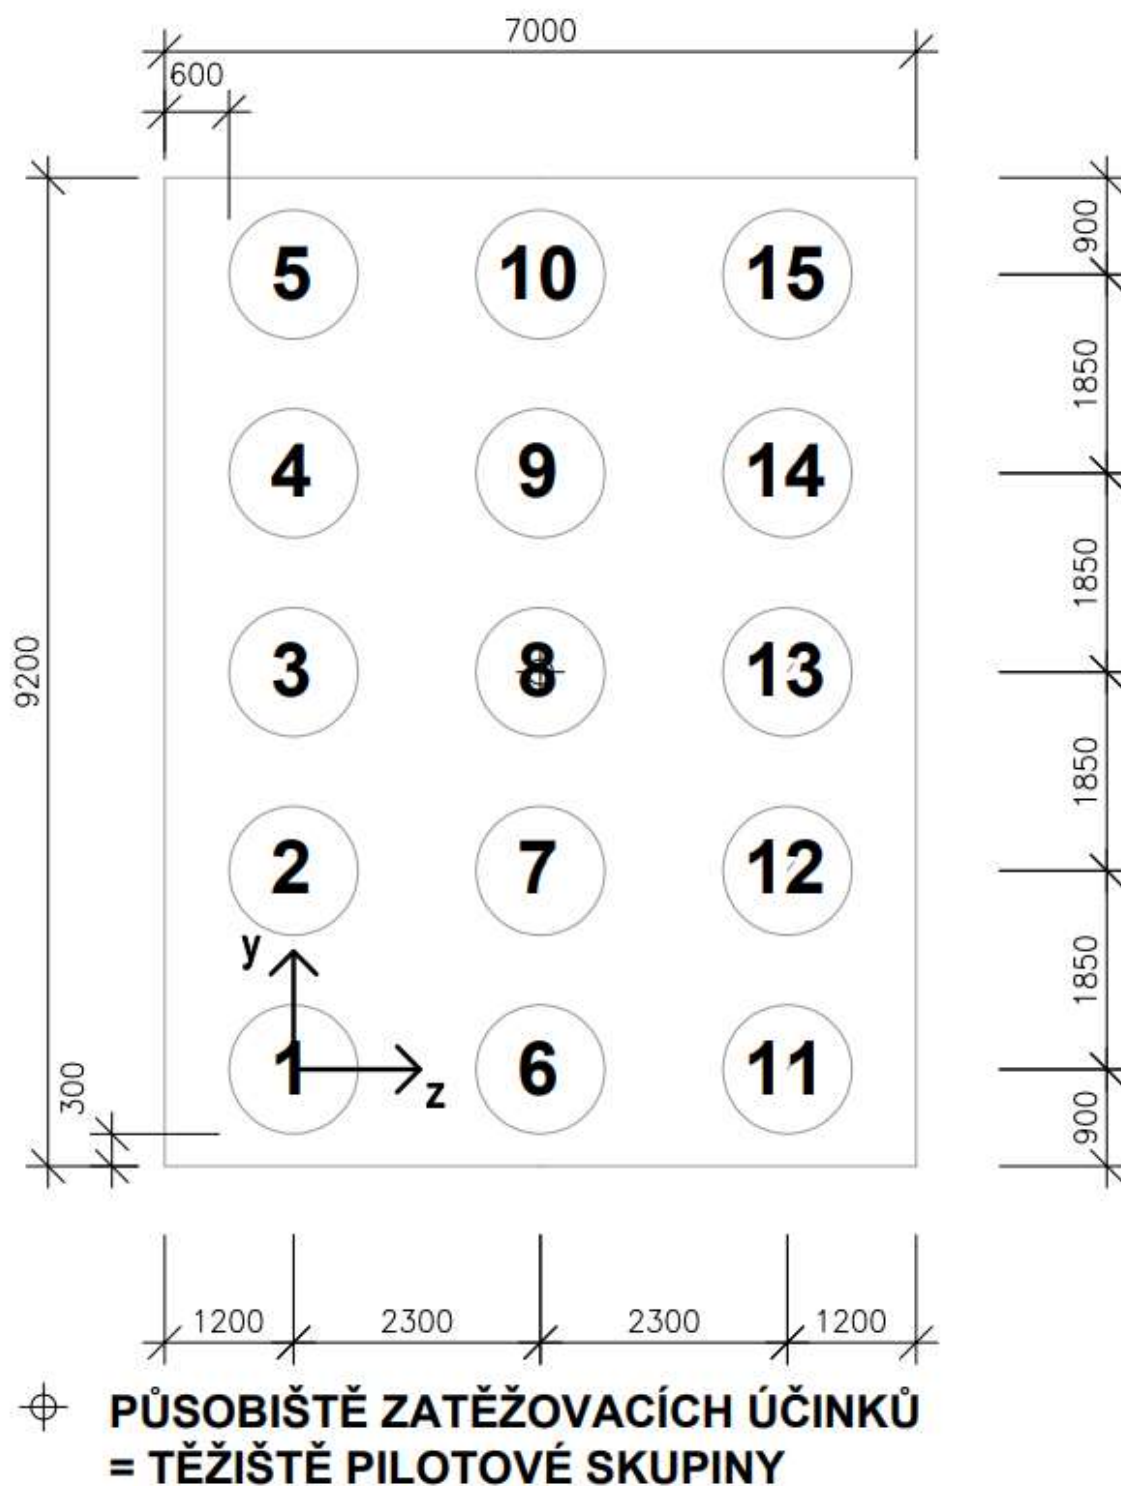 7000
600
900
5 10 15
1850
4 9 14
1850
9200
3 8 13
1850
2 7 12
y
1850
1 6 11
z
300
900
1200 2300 2300 1200
PŮSOBIŠTĚ ZATĚŽOVACÍCH ÚČINKŮ
= TĚŽIŠTĚ PILOTOVÉ SKUPINY